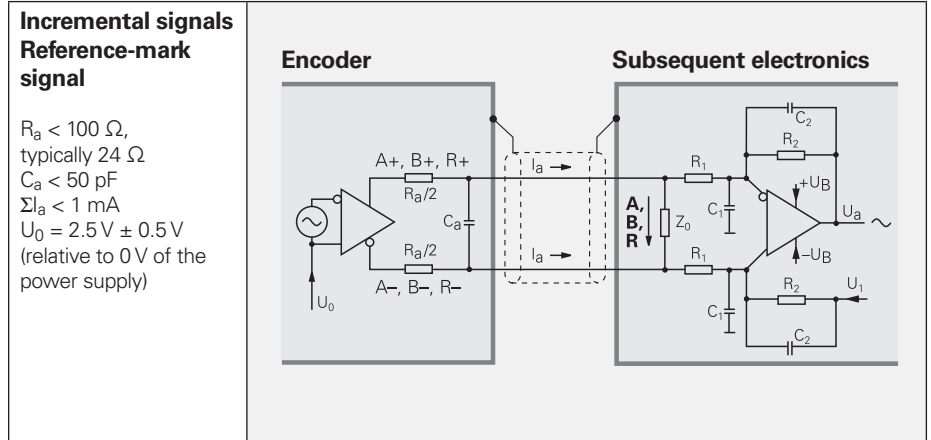 Incremental signals
Reference-mark
signal
Rₐ < 100 Ω,
typically 24 Ω
Cₐ < 50 pF
ΣIₐ < 1 mA
U₀ = 2.5 V ± 0.5 V
(relative to 0 V of the
power supply)
Encoder
Subsequent electronics
A+, B+, R+
Rₐ/2
Cₐ
Rₐ/2
A–, B–, R–
U₀
Iₐ
Iₐ
A,
B,
R
Z₀
R₁
C₁
R₁
C₁
C₂
R₂
+U_B
Uₐ
–U_B
R₂
U₁
C₂